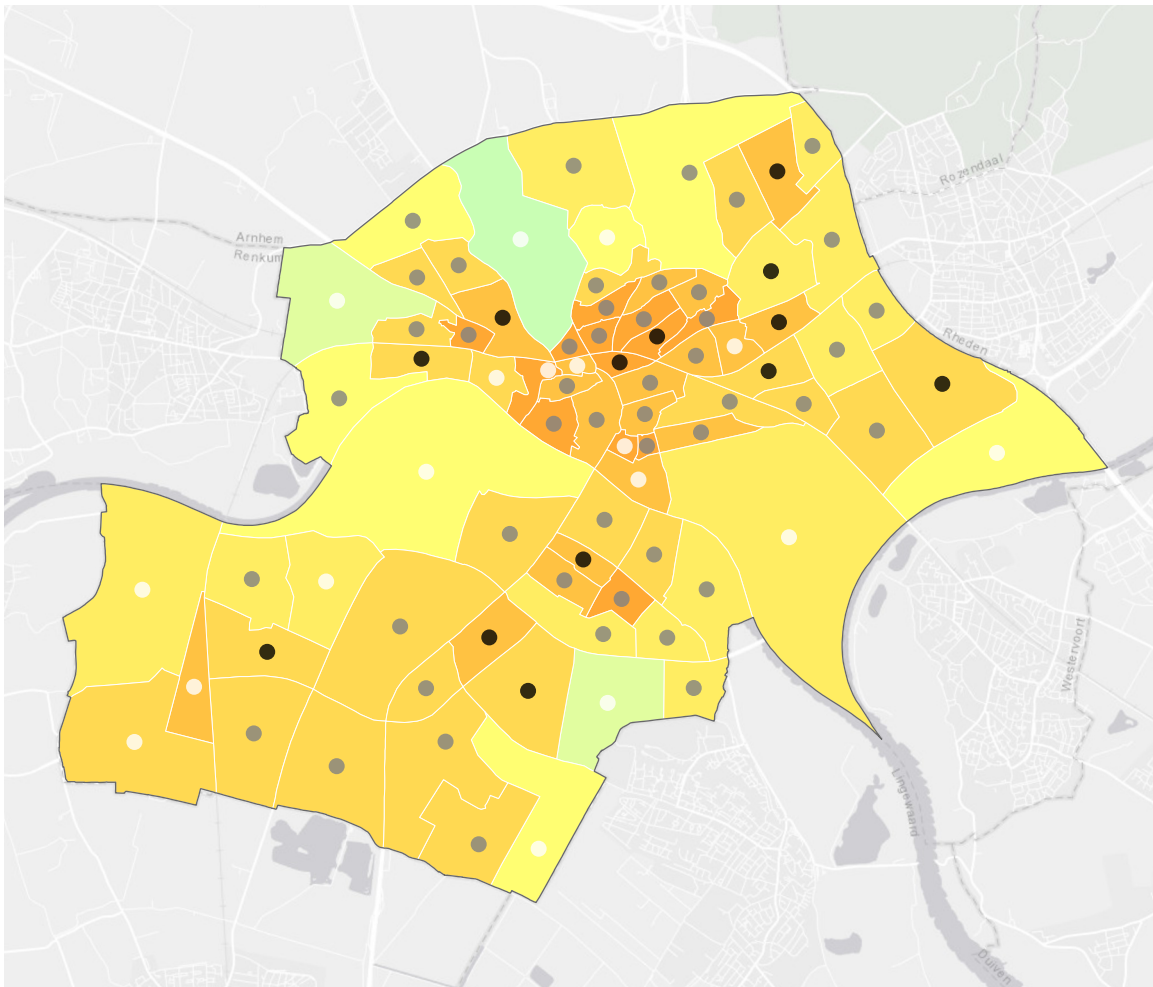 Rozendaal
Arnhem
Renkum
Rheden
Westervoort
Lingewaard
Duiven